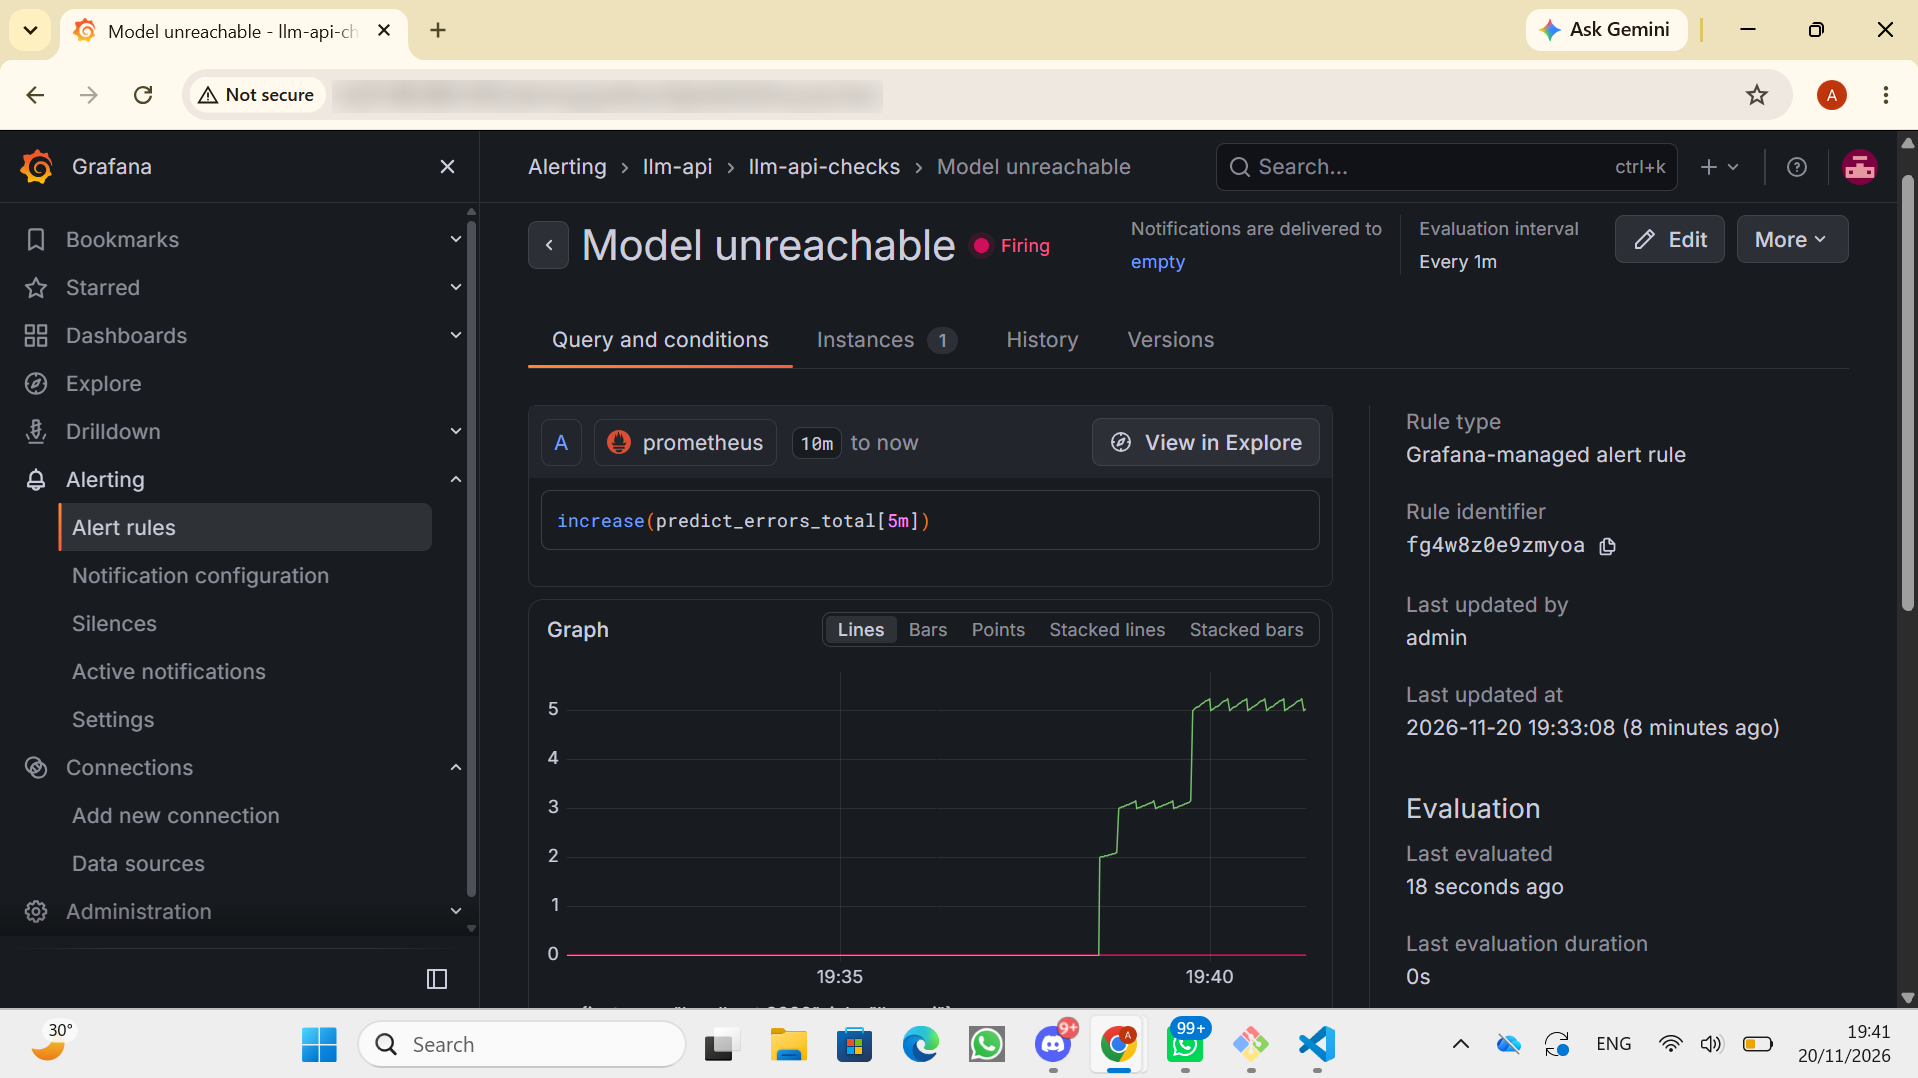 Model unreachable - llm-api-ch
Ask Gemini
Not secure
A
Grafana
Alerting › llm-api › llm-api-checks › Model unreachable
Search...
ctrl+k
Bookmarks
Starred
Dashboards
Explore
Drilldown
Alerting
Alert rules
Notification configuration
Silences
Active notifications
Settings
Connections
Add new connection
Data sources
Administration
Model unreachable
Firing
Notifications are delivered to
empty
Evaluation interval
Every 1m
Edit
More
Query and conditions
Instances 1
History
Versions
A
prometheus
10m to now
View in Explore
increase(predict_errors_total[5m])
Graph
Lines
Bars
Points
Stacked lines
Stacked bars
5
4
3
2
1
0
19:35
19:40
Rule type
Grafana-managed alert rule
Rule identifier
fg4w8z0e9zmyoa
Last updated by
admin
Last updated at
2026-11-20 19:33:08 (8 minutes ago)
Evaluation
Last evaluated
18 seconds ago
Last evaluation duration
0s
30°
Search
9+
A
99+
ENG
19:41
20/11/2026